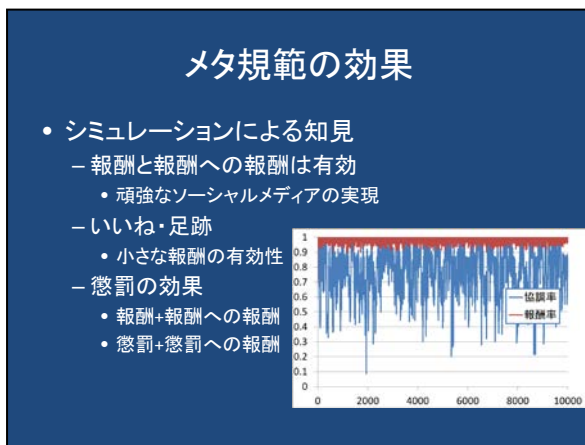 メタ規範の効果
• シミュレーションによる知見
– 報酬と報酬への報酬は有効
• 頑強なソーシャルメディアの実現
– いいね・足跡
• 小さな報酬の有効性
– 懲罰の効果
• 報酬+報酬への報酬
• 懲罰+懲罰への報酬
1
0.9
0.8
0.7
0.6
0.5
0.4
0.3
0.2
0.1
0
協調率
報酬率
0 2000 4000 6000 8000 10000